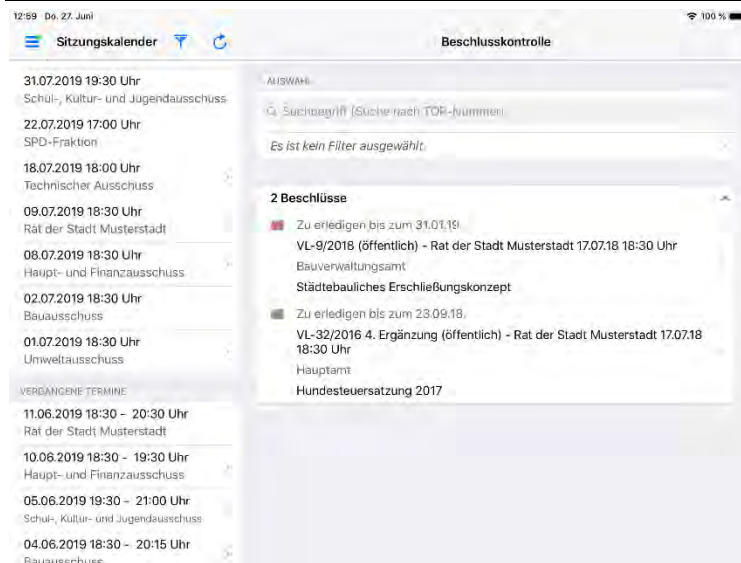 12:59 Do. 27. Juni
100 %
Sitzungskalender
Beschlusskontrolle
31.07.2019 19:30 Uhr
Schul-, Kultur- und Jugendausschuss
22.07.2019 17:00 Uhr
SPD-Fraktion
18.07.2019 18:00 Uhr
Technischer Ausschuss
09.07.2019 18:30 Uhr
Rat der Stadt Musterstadt
08.07.2019 18:30 Uhr
Haupt- und Finanzausschuss
02.07.2019 18:30 Uhr
Bauausschuss
01.07.2019 18:30 Uhr
Umweltausschuss
VERGANGENE TERMINE
11.06.2019 18:30 - 20:30 Uhr
Rat der Stadt Musterstadt
10.06.2019 18:30 - 19:30 Uhr
Haupt- und Finanzausschuss
05.06.2019 19:30 - 21:00 Uhr
Schul-, Kultur- und Jugendausschuss
04.06.2019 18:30 - 20:15 Uhr
Bauausschuss
AUSWAHL
Suchbegriff (Suche nach TOP-Nummer)
Es ist kein Filter ausgewählt.
2 Beschlüsse
Zu erledigen bis zum 31.01.19.
VL-9/2018 (öffentlich) - Rat der Stadt Musterstadt 17.07.18 18:30 Uhr
Bauverwaltungsamt
Städtebauliches Erschließungskonzept
Zu erledigen bis zum 23.09.18.
VL-32/2016 4. Ergänzung (öffentlich) - Rat der Stadt Musterstadt 17.07.18
18:30 Uhr
Hauptamt
Hundesteuersatzung 2017